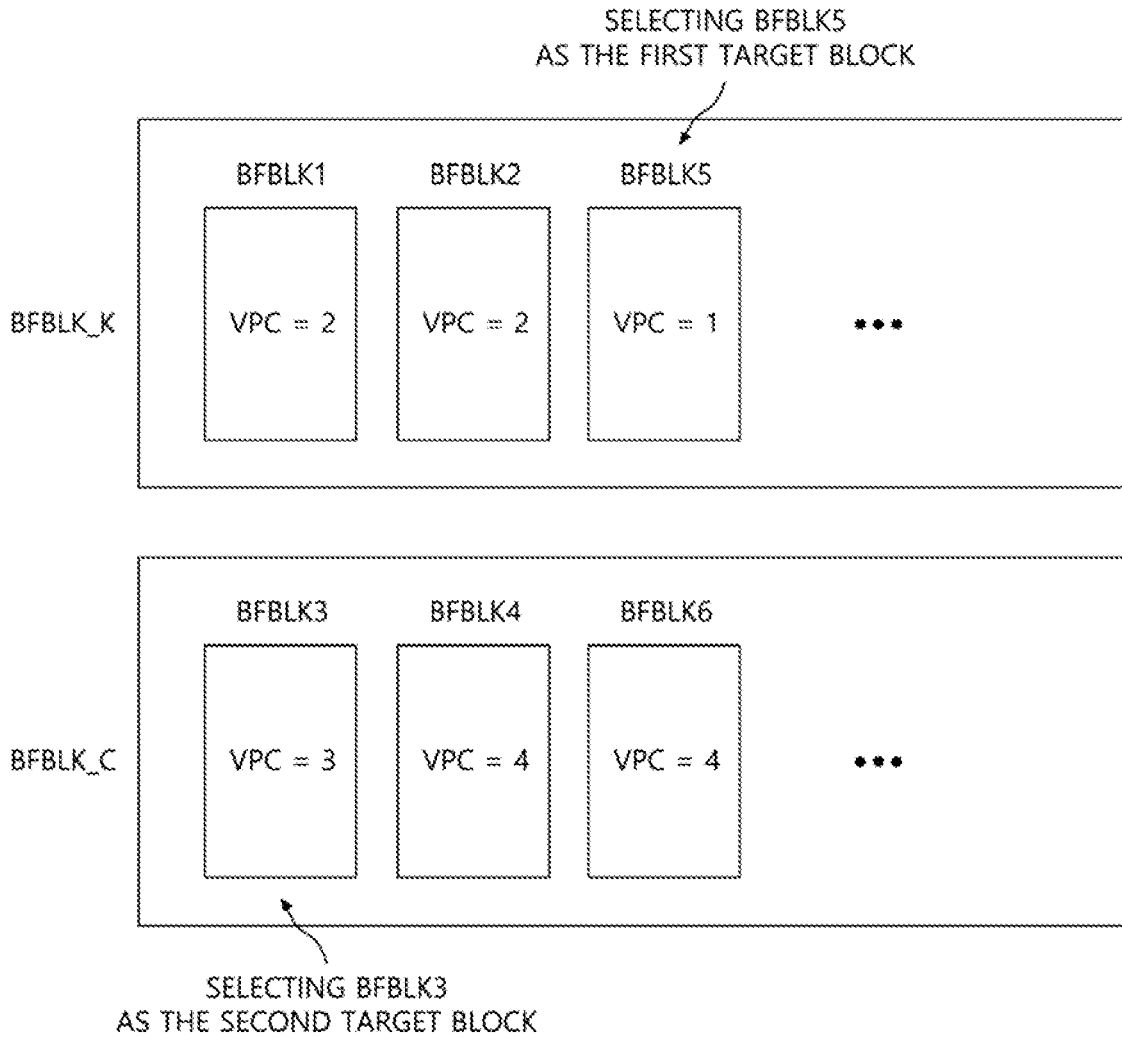 SELECTING BFBLK5
AS THE FIRST TARGET BLOCK
BFBLK1 BFBLK2 BFBLK5
BFBLK_K VPC = 2 VPC = 2 VPC = 1 •••
BFBLK3 BFBLK4 BFBLK6
BFBLK_C VPC = 3 VPC = 4 VPC = 4 •••
SELECTING BFBLK3
AS THE SECOND TARGET BLOCK